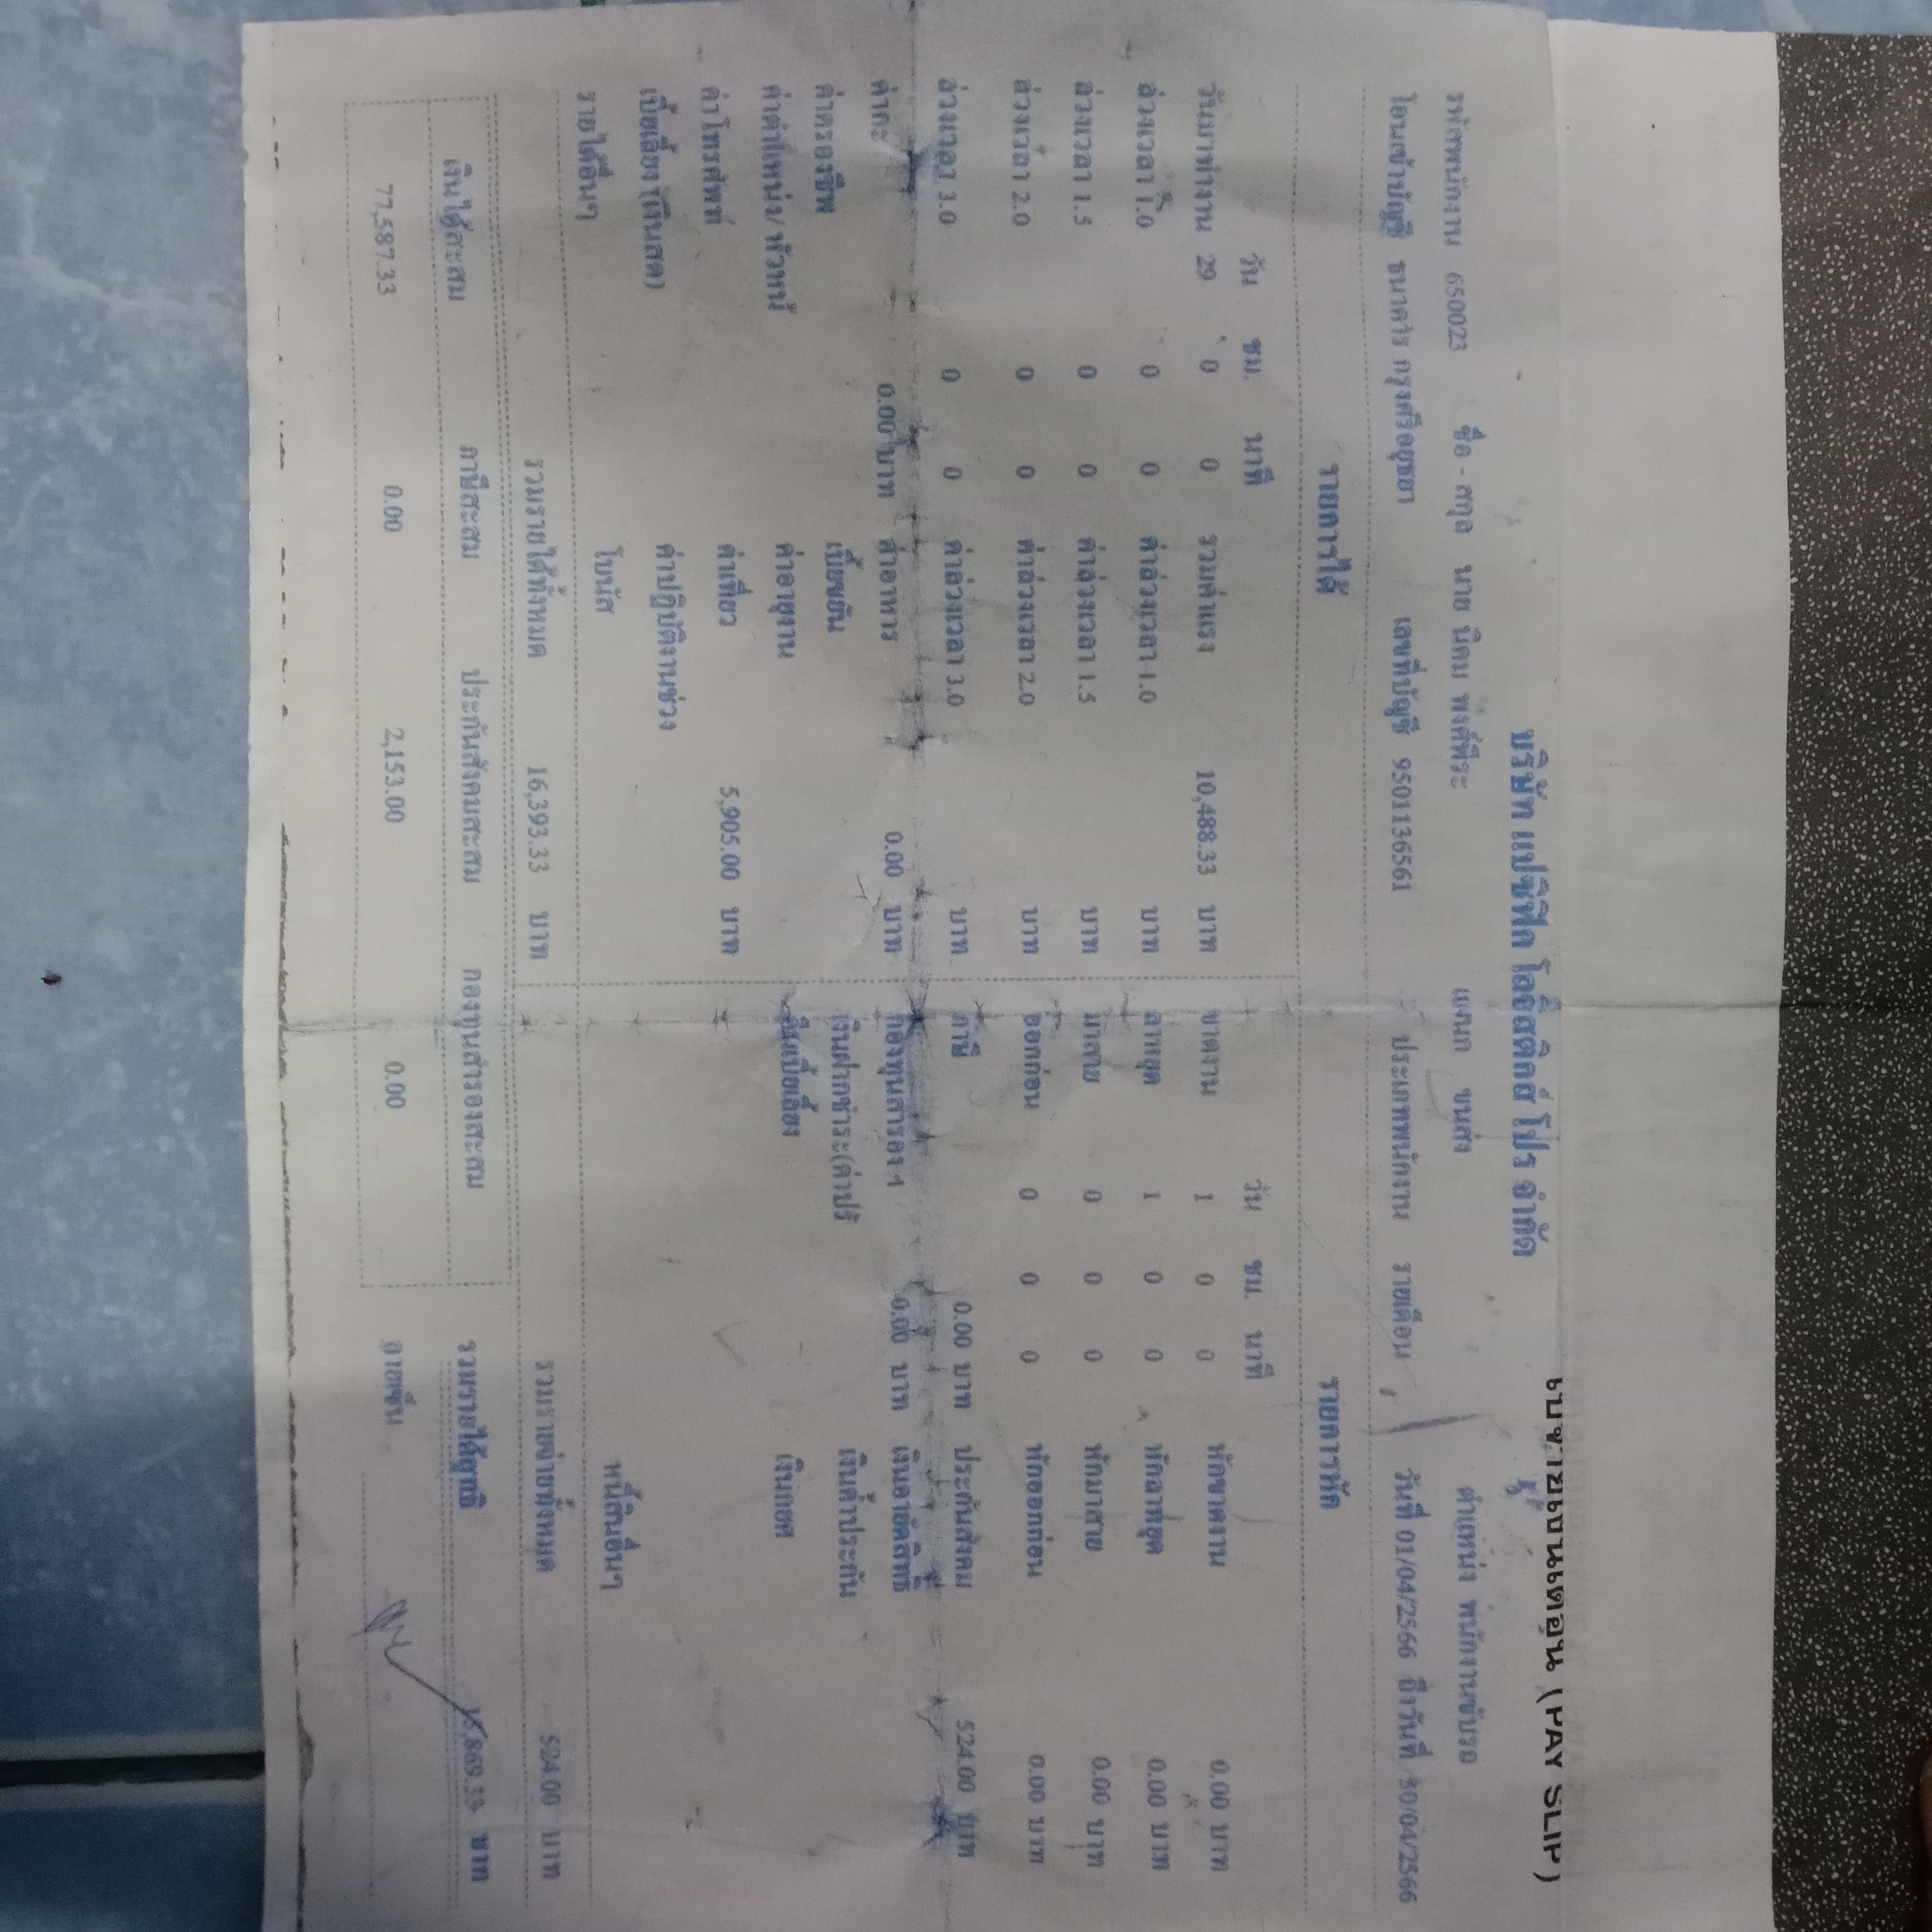 ใบจ่ายเงินเดือน (PAY SLIP)
บริษัท แปซิฟิค โลจิสติกส์ โปร จำกัด
รหัสพนักงาน 650023 ชื่อ - สกุล นาย นิคม พงศ์พีระ แผนก ขนส่ง ตำแหน่ง พนักงานขับรถ
โอนเข้าบัญชี ธนาคาร กรุงศรีอยุธยา เลขที่บัญชี 9501136561 ประเภทพนักงาน รายเดือน วันที่ 01/04/2566 ถึงวันที่ 30/04/2566
รายการได้ รายการหัก
วัน ชม. นาที วัน ชม. นาที
วันมาทำงาน 29 0 0 รวมค่าแรง 10,488.33 บาท ขาดงาน 1 0 0 หักขาดงาน 0.00 บาท
ล่วงเวลา 1.0 0 0 ค่าล่วงเวลา 1.0 บาท ลาหยุด 1 0 0 หักลาหยุด 0.00 บาท
ล่วงเวลา 1.5 0 0 ค่าล่วงเวลา 1.5 บาท มาสาย 0 0 0 หักมาสาย 0.00 บาท
ล่วงเวลา 2.0 0 0 ค่าล่วงเวลา 2.0 บาท ออกก่อน 0 0 0 หักออกก่อน 0.00 บาท
ล่วงเวลา 3.0 0 0 ค่าล่วงเวลา 3.0 บาท ภาษี 0.00 บาท ประกันสังคม 524.00 บาท
ค่ากะ 0.00 บาท ค่าอาหาร 0.00 บาท กองทุนสำรอง ฯ 0.00 บาท เงินอายัดสิทธิ์
ค่าครองชีพ เบี้ยขยัน เงินฝากชำระ(ค่าปรั เงินค้ำประกัน
ค่าตำแหน่ง/ หัวหน้ ค่าอายุงาน คืนเบี้ยเลี้ยง เงินกยศ
ค่าโทรศัพท์ ค่าเที่ยว 5,905.00 บาท
เบี้ยเลี้ยง (เงินสด) ค่าปฏิบัติงานช่วง
รายได้อื่นๆ โบนัส หนี้สินอื่นๆ
รวมรายได้ทั้งหมด 16,393.33 บาท รวมรายจ่ายทั้งหมด 524.00 บาท
เงินได้สะสม ภาษีสะสม ประกันสังคมสะสม กองทุนสำรองสะสม รวมรายได้สุทธิ 15,869.33 บาท
77,587.33 0.00 2,153.00 0.00 ลายเซ็น